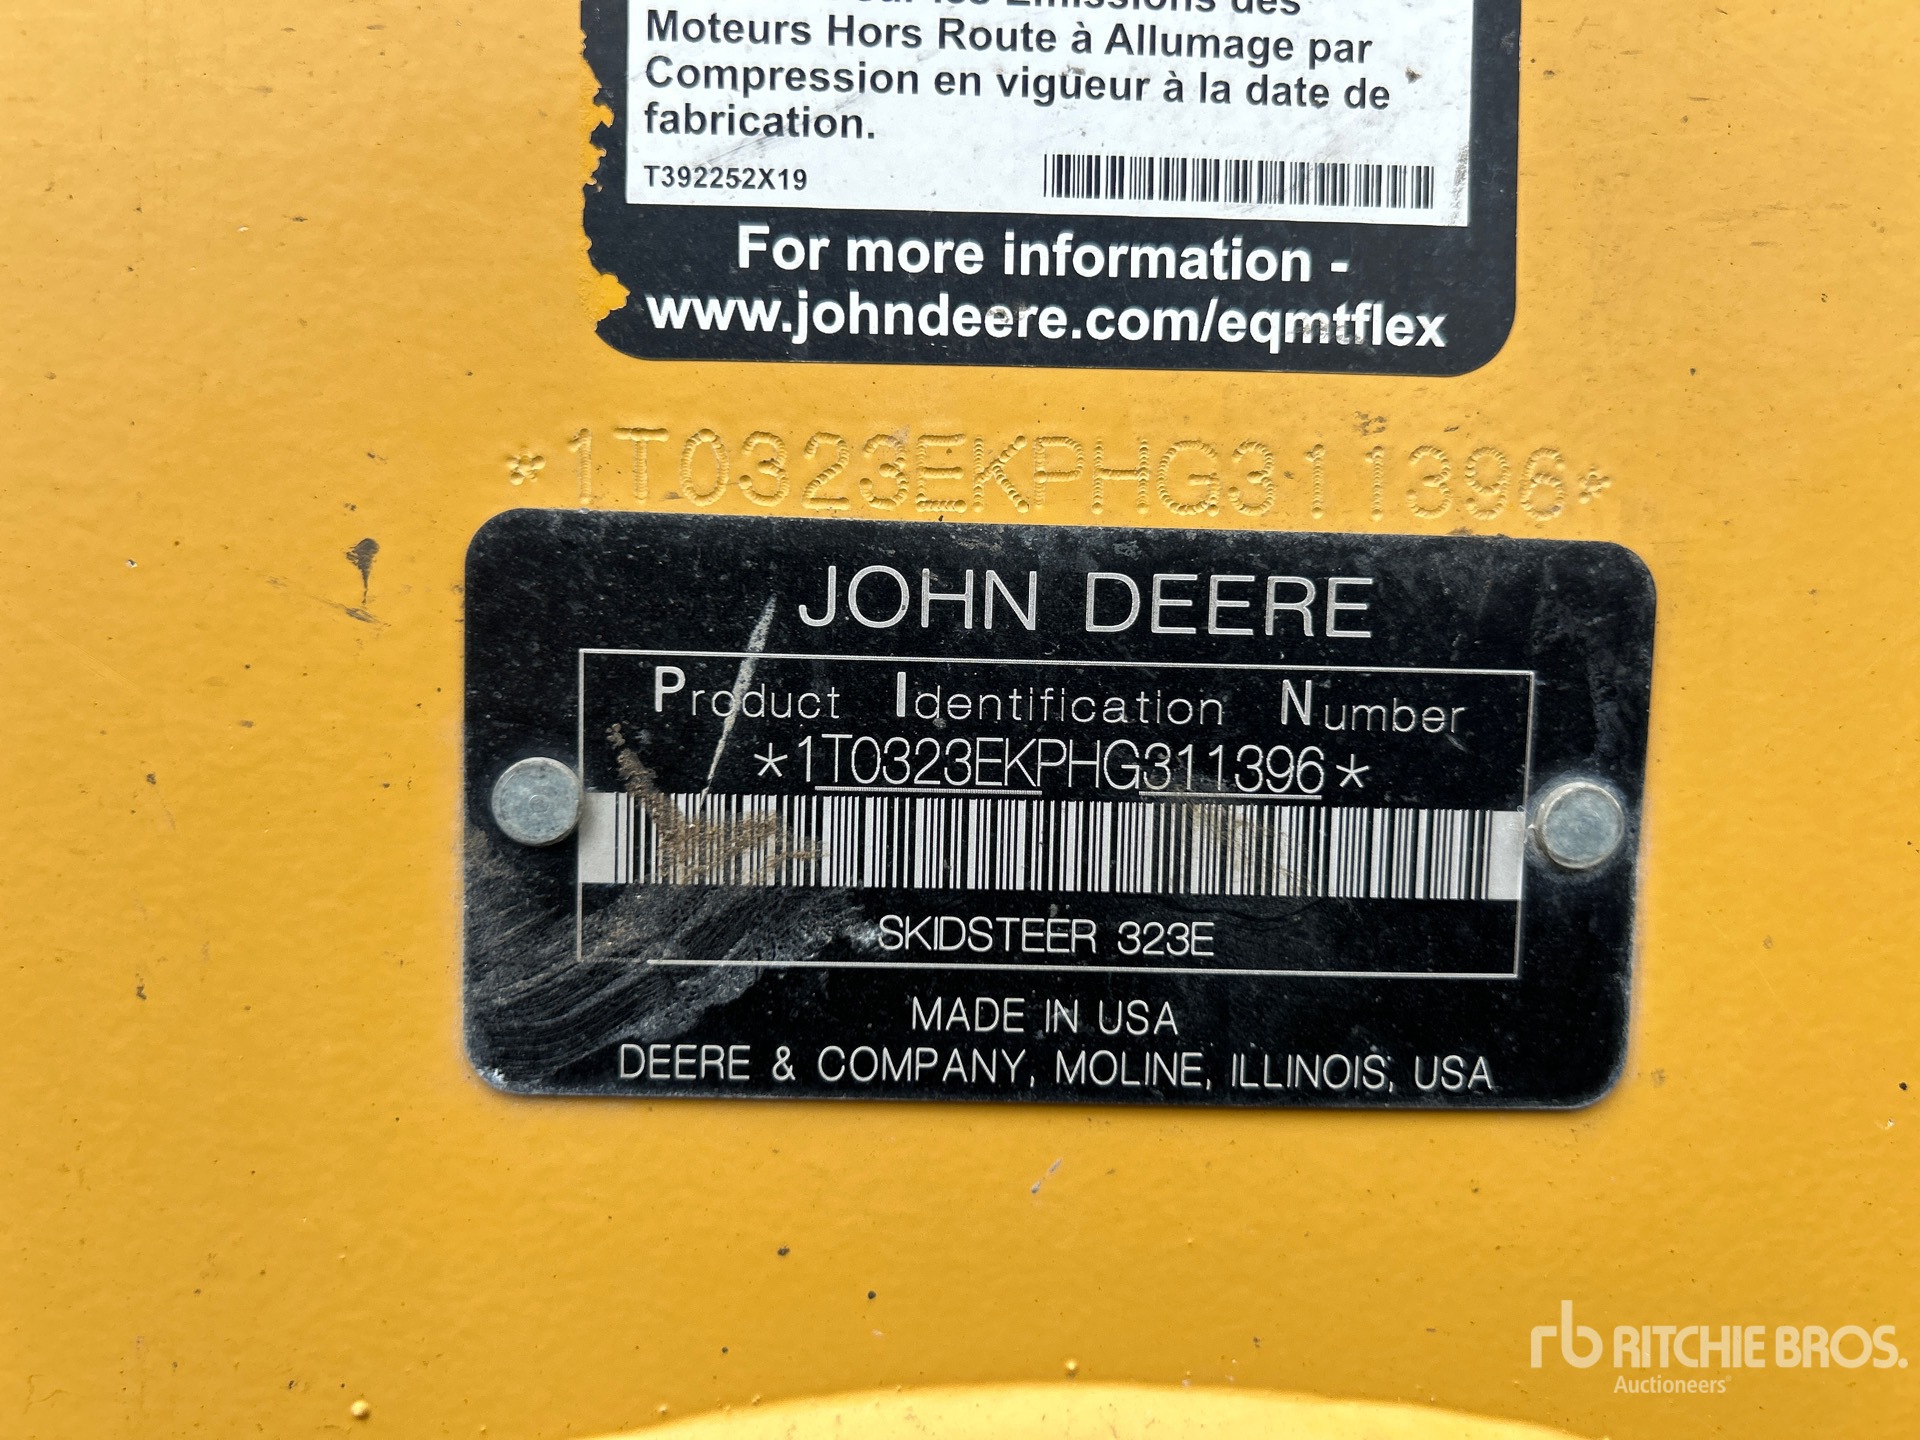 Moteurs Hors Route à Allumage par
Compression en vigueur à la date de
fabrication.
T392252X19
For more information -
www.johndeere.com/eqmtflex
*1T0323EKPHG311396*
JOHN DEERE
Product Identification Number
*1T0323EKPHG311396*
SKIDSTEER 323E
MADE IN USA
DEERE & COMPANY, MOLINE, ILLINOIS, USA
rb RITCHIE BROS.
Auctioneers